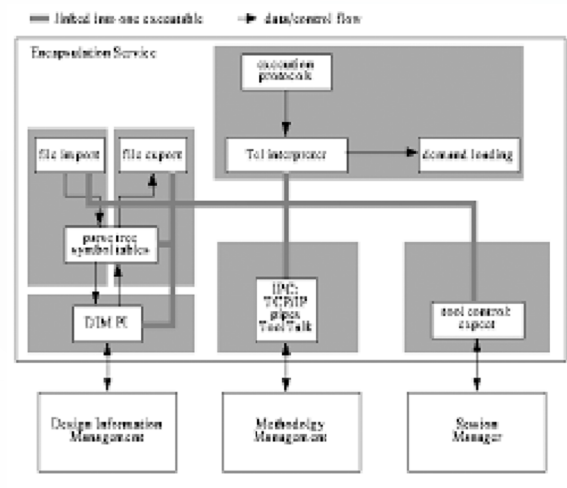 linked into one executable
data/control flow
Encapsulation Service
execution
protocols
file import
file export
Tcl interpreter
demand loading
parse tree
symbol tables
IPC:
TCP/IP
pipes
ToolTalk
DIM PI
tool control:
expect
Design Information
Management
Methodolgy
Management
Session
Manager